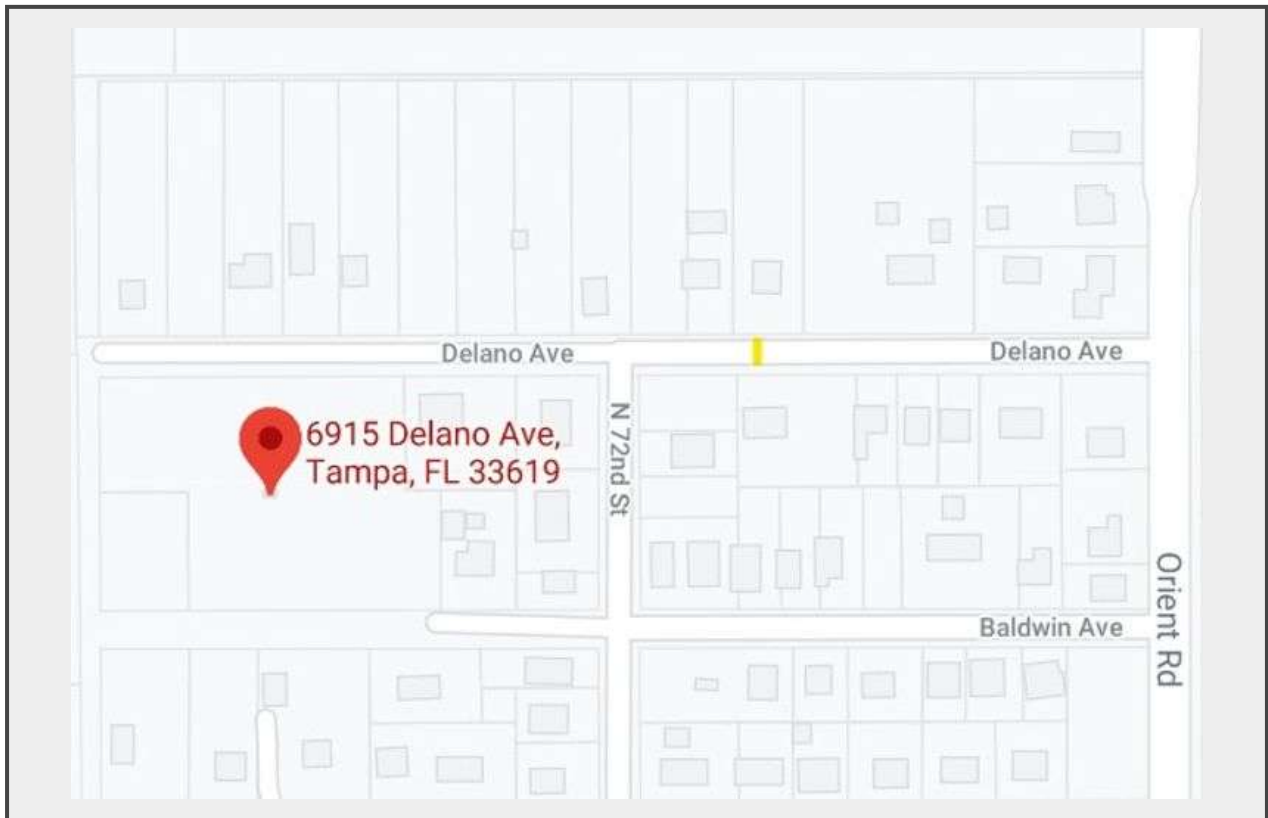 Delano Ave
Delano Ave
6915 Delano Ave,
Tampa, FL 33619
N 72nd St
Orient Rd
Baldwin Ave